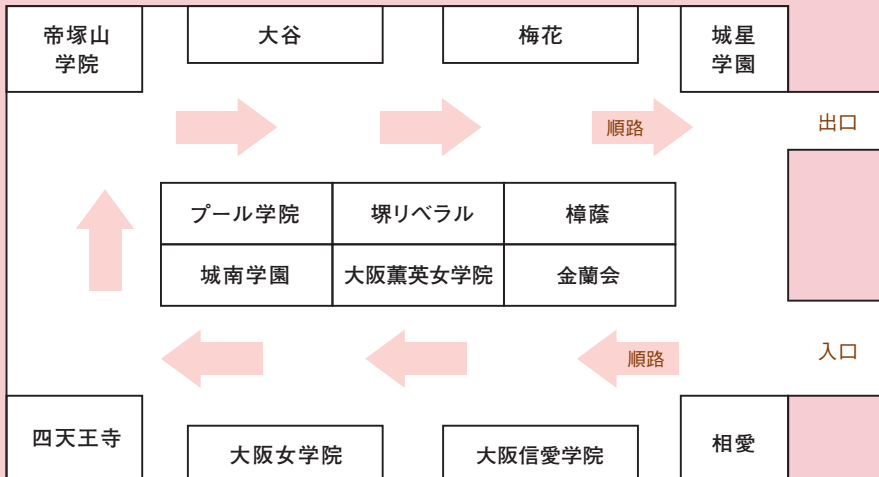 帝塚山
学院
大谷
梅花
城星
学園
順路
出口
プール学院
堺リベラル
樟蔭
城南学園
大阪薫英女学院
金蘭会
順路
入口
四天王寺
大阪女学院
大阪信愛学院
相愛